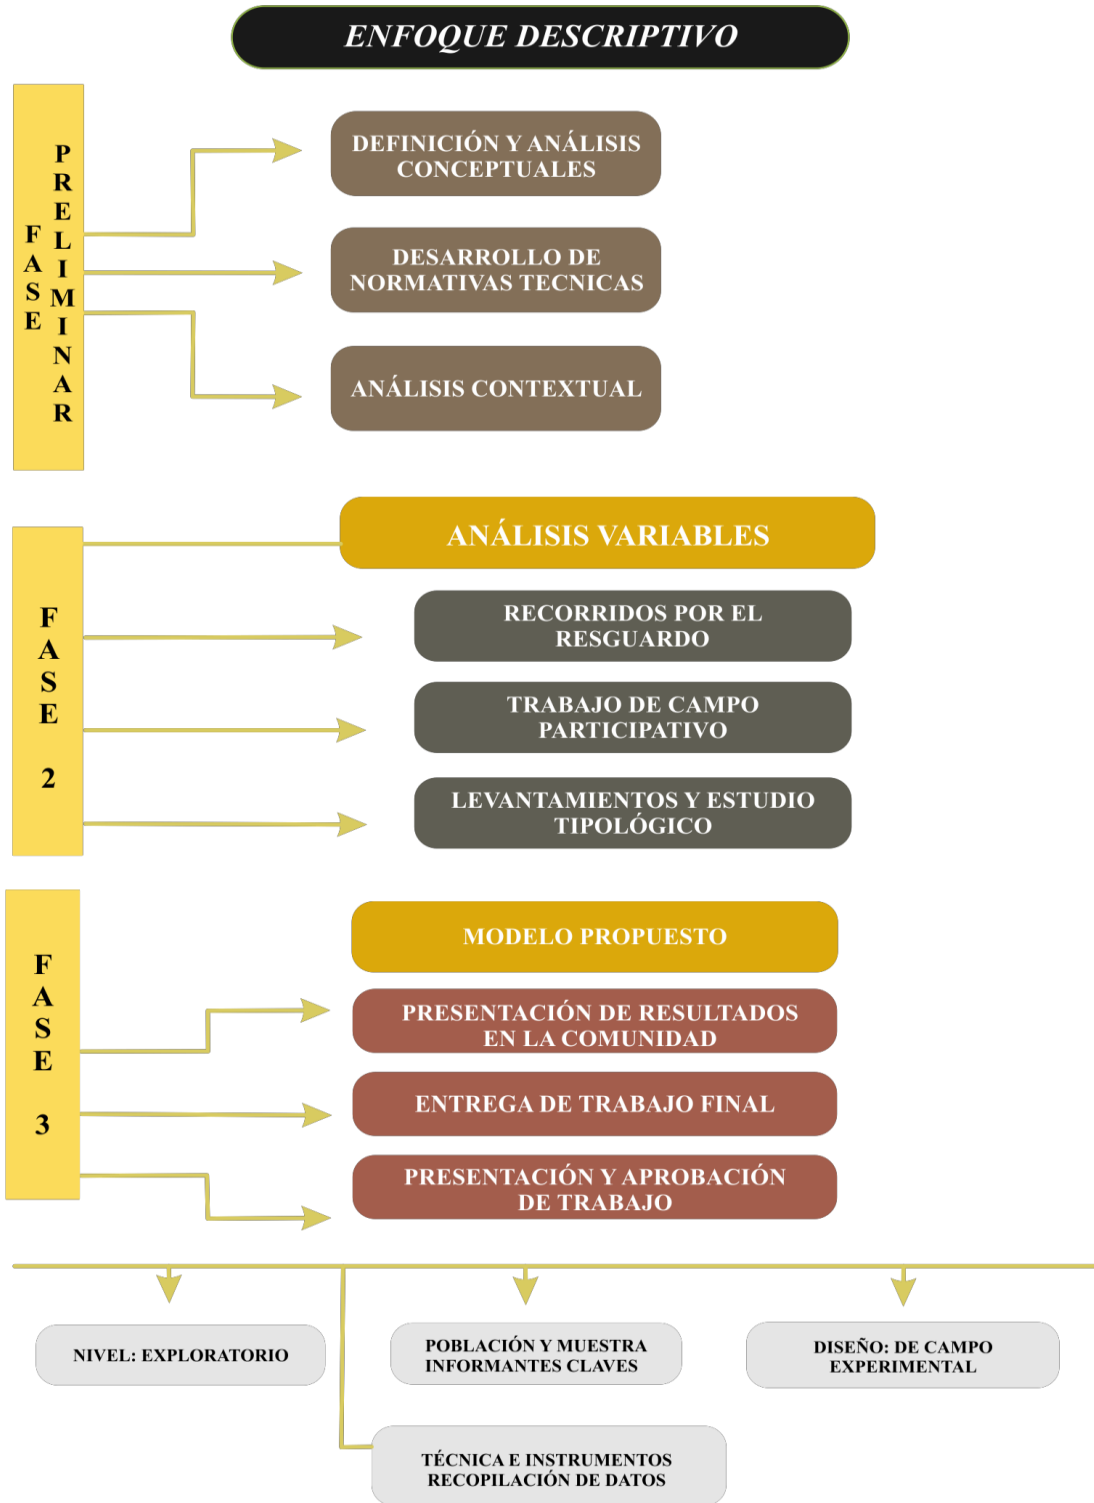 ENFOQUE DESCRIPTIVO
FASE
PRELIMINAR
DEFINICIÓN Y ANÁLISIS
CONCEPTUALES
DESARROLLO DE
NORMATIVAS TECNICAS
ANÁLISIS CONTEXTUAL
FASE 2
ANÁLISIS VARIABLES
RECORRIDOS POR EL
RESGUARDO
TRABAJO DE CAMPO
PARTICIPATIVO
LEVANTAMIENTOS Y ESTUDIO
TIPOLÓGICO
FASE 3
MODELO PROPUESTO
PRESENTACIÓN DE RESULTADOS
EN LA COMUNIDAD
ENTREGA DE TRABAJO FINAL
PRESENTACIÓN Y APROBACIÓN
DE TRABAJO
NIVEL: EXPLORATORIO
POBLACIÓN Y MUESTRA
INFORMANTES CLAVES
DISEÑO: DE CAMPO
EXPERIMENTAL
TÉCNICA E INSTRUMENTOS
RECOPILACIÓN DE DATOS